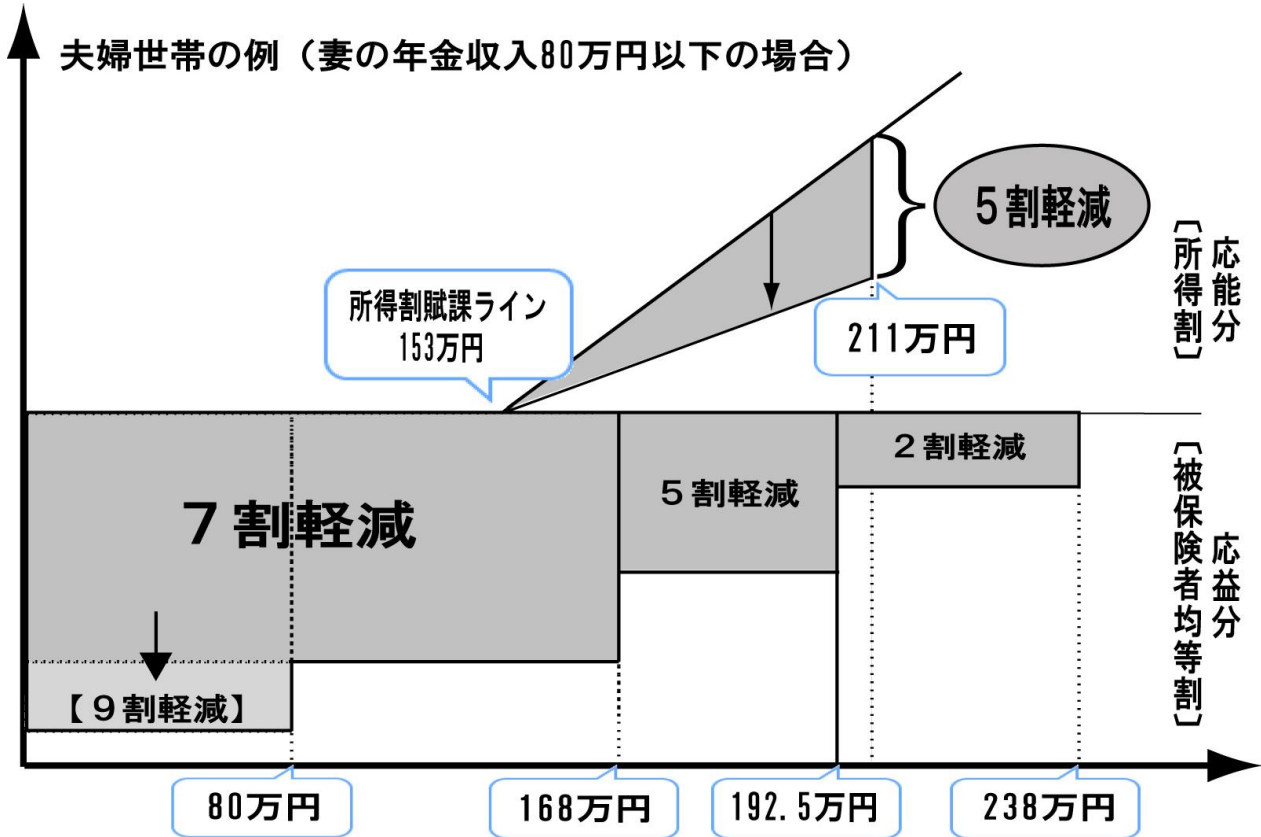 夫婦世帯の例（妻の年金収入80万円以下の場合）
5割軽減
〔所得割〕
応能分
所得割賦課ライン
153万円
211万円
7割軽減
5割軽減
2割軽減
【9割軽減】
〔被保険者均等割〕
応益分
80万円
168万円
192.5万円
238万円